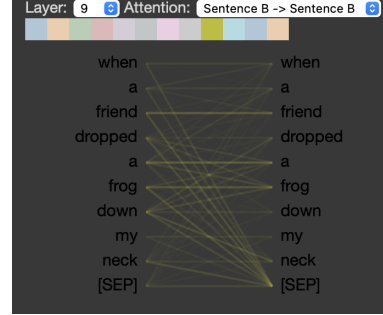 Layer: 9 Attention: Sentence B -> Sentence B
when when
a a
friend friend
dropped dropped
a a
frog frog
down down
my my
neck neck
[SEP] [SEP]